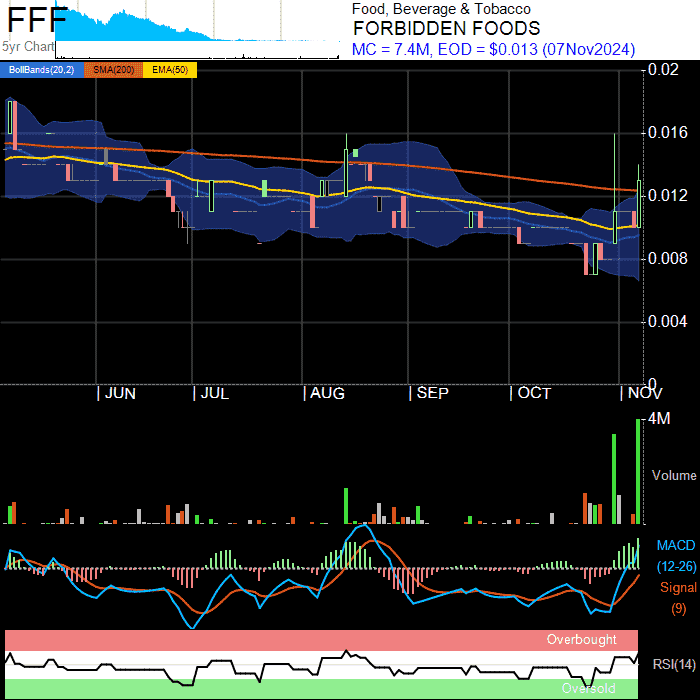 FFF
5yr Chart
Food, Beverage & Tobacco
FORBIDDEN FOODS
MC = 7.4M, EOD = $0.013 (07Nov2024)
BollBands(20,2) SMA(200) EMA(50)
0.02
0.016
0.012
0.008
0.004
0
JUN JUL AUG SEP OCT NOV
4M
Volume
MACD
(12-26)
Signal
(9)
Overbought
RSI(14)
Oversold